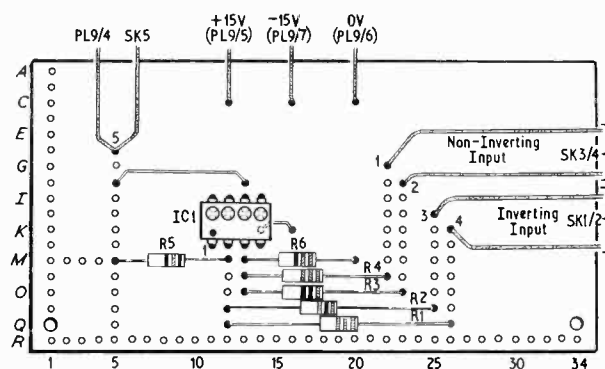 +15V -15V 0V
PL9/4 SK5 (PL9/5) (PL9/7) (PL9/6)
A
C
E
5
G
1
Non-Inverting
Input
SK3/4
2
I
IC1
3
Inverting
Input
SK1/2
4
K
1
R5
R6
M
R4
R3
O
R2
R1
Q
R
1 5 10 15 20 25 30 34